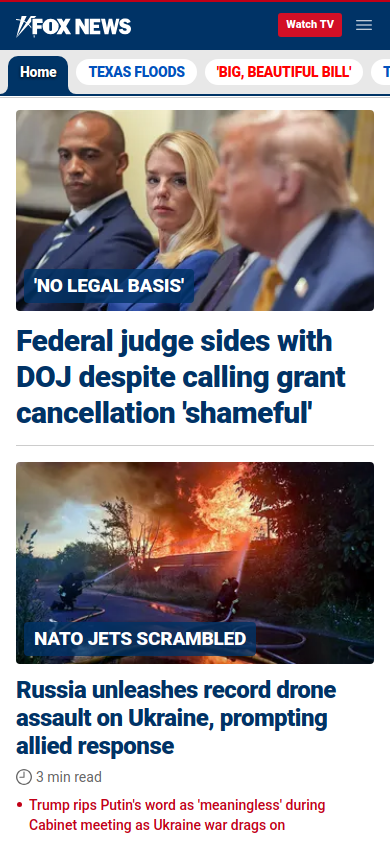 FOX NEWS
Watch TV
Home
TEXAS FLOODS
'BIG, BEAUTIFUL BILL'
'NO LEGAL BASIS'
Federal judge sides with
DOJ despite calling grant
cancellation 'shameful'
NATO JETS SCRAMBLED
Russia unleashes record drone
assault on Ukraine, prompting
allied response
3 min read
• Trump rips Putin's word as 'meaningless' during
Cabinet meeting as Ukraine war drags on